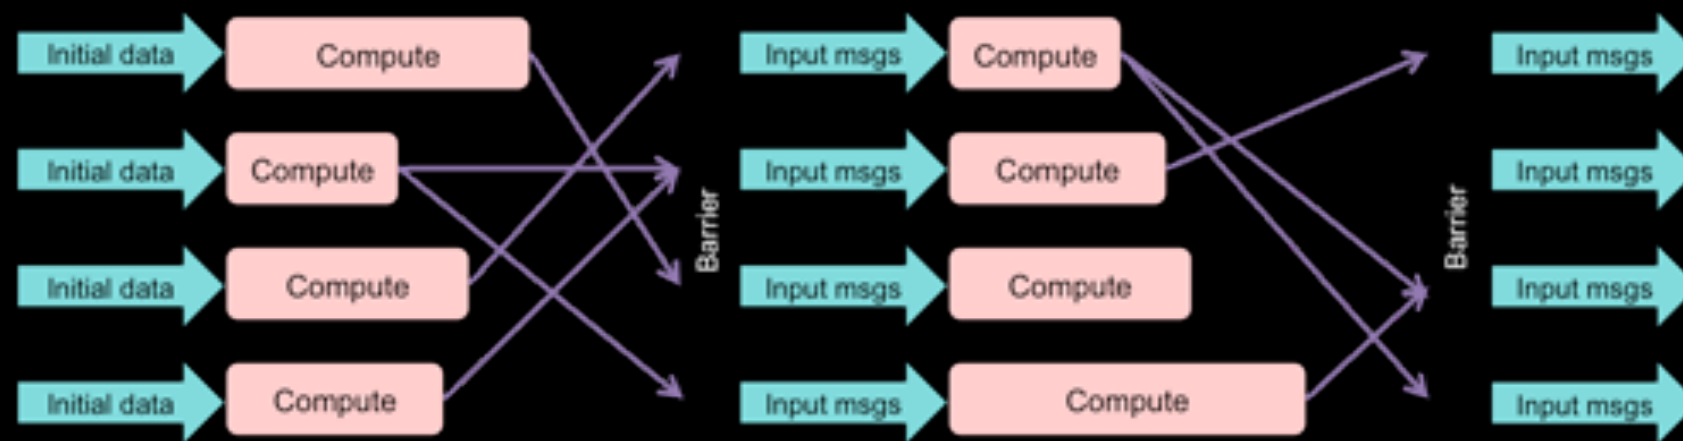 Initial data
Compute
Input msgs
Compute
Input msgs
Initial data
Compute
Input msgs
Compute
Input msgs
Barrier
Barrier
Initial data
Compute
Input msgs
Compute
Input msgs
Initial data
Compute
Input msgs
Compute
Input msgs